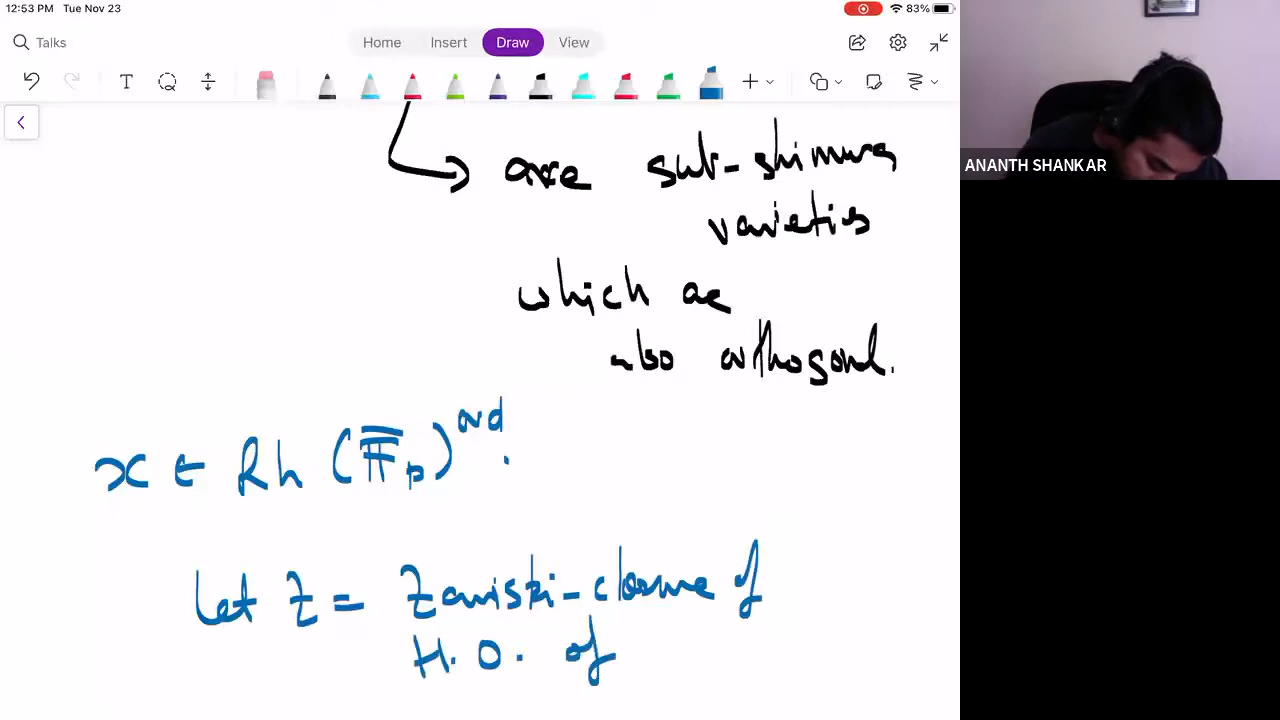 12:53 PM Tue Nov 23
83%
Talks
Home Insert Draw View
are sub-shimura
varieties
which are
also orthogonal.
ANANTH SHANKAR
x ∈ Sh (F̄_p)^ord.
Let Z = Zariski-closure of
H.O. of